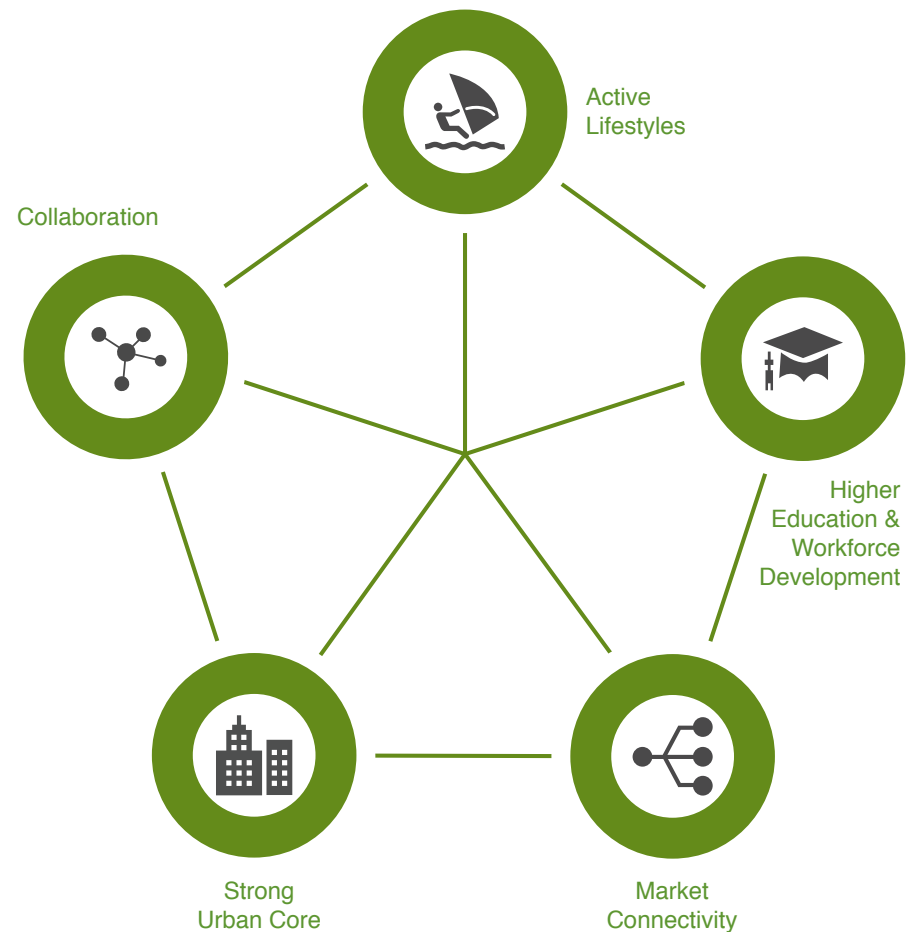 Active
Lifestyles
Collaboration
Higher
Education &
Workforce
Development
Strong
Urban Core
Market
Connectivity